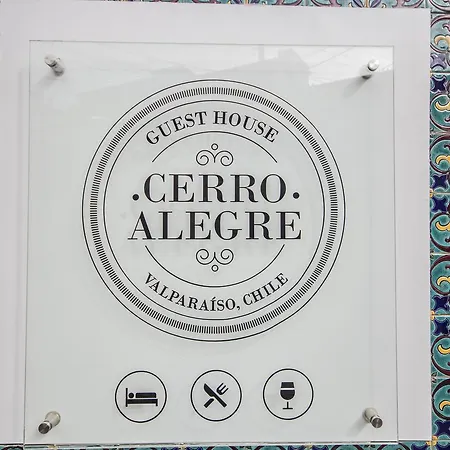 GUEST HOUSE
·CERRO·
ALEGRE
VALPARAÍSO, CHILE